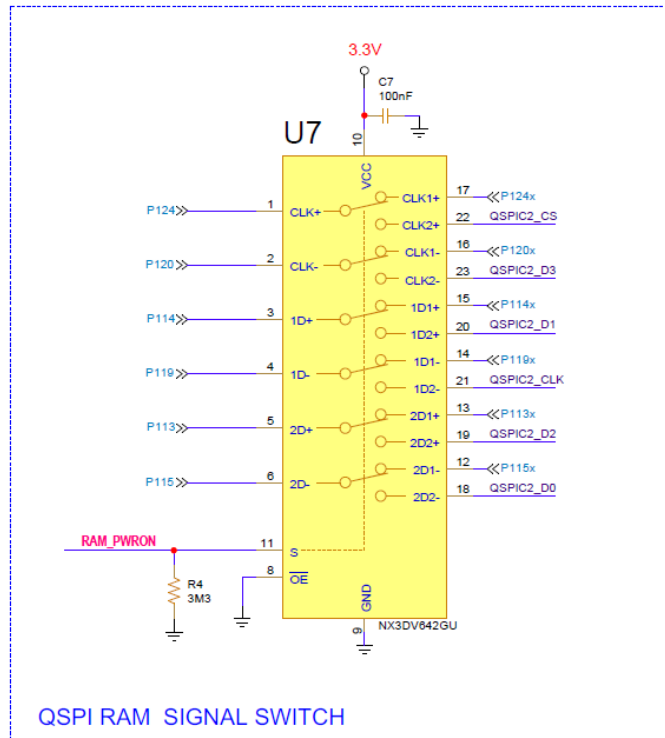 3.3V
C7
100nF
U7
10
VCC
P124 1 CLK+ CLK1+ 17 P124x
CLK2+ 22 QSPIC2_CS
P120 2 CLK- CLK1- 16 P120x
CLK2- 23 QSPIC2_D3
P114 3 1D+ 1D1+ 15 P114x
1D2+ 20 QSPIC2_D1
P119 4 1D- 1D1- 14 P119x
1D2- 21 QSPIC2_CLK
P113 5 2D+ 2D1+ 13 P113x
2D2+ 19 QSPIC2_D2
P115 6 2D- 2D1- 12 P115x
2D2- 18 QSPIC2_D0
RAM_PWRON 11 S
8 OE
R4
3M3
GND
9
NX3DV642GU
QSPI RAM SIGNAL SWITCH